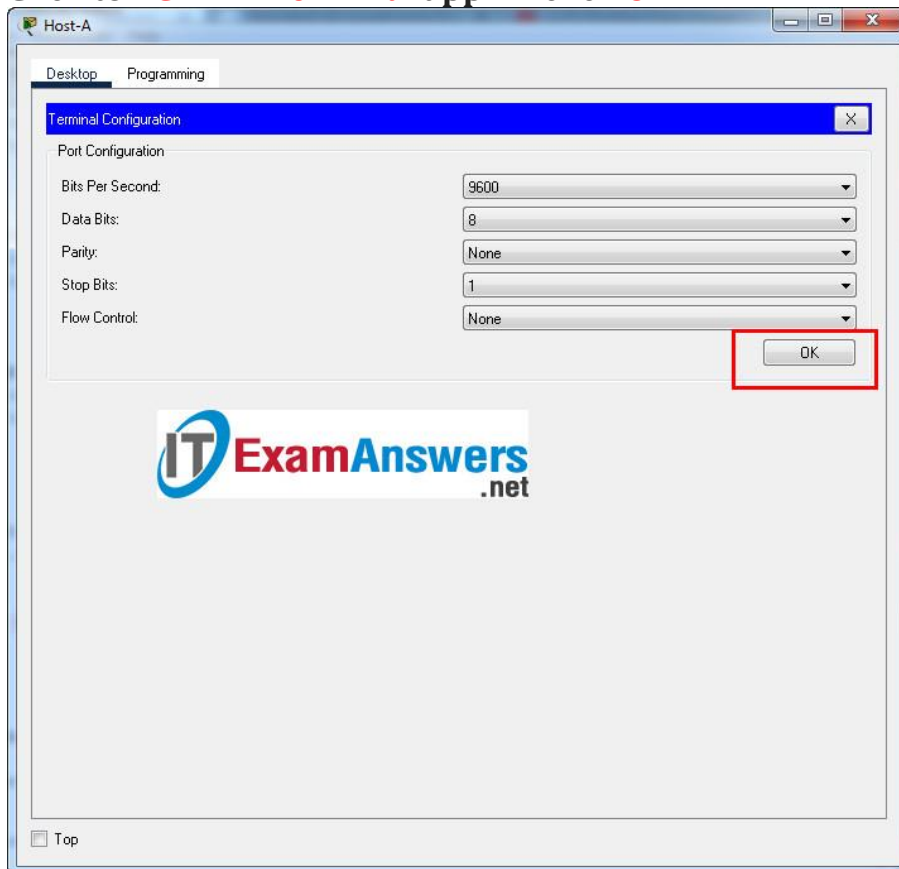 Host-A
Desktop Programming
Terminal Configuration X
Port Configuration
Bits Per Second: 9600
Data Bits: 8
Parity: None
Stop Bits: 1
Flow Control: None
OK
IT ExamAnswers
.net
Top